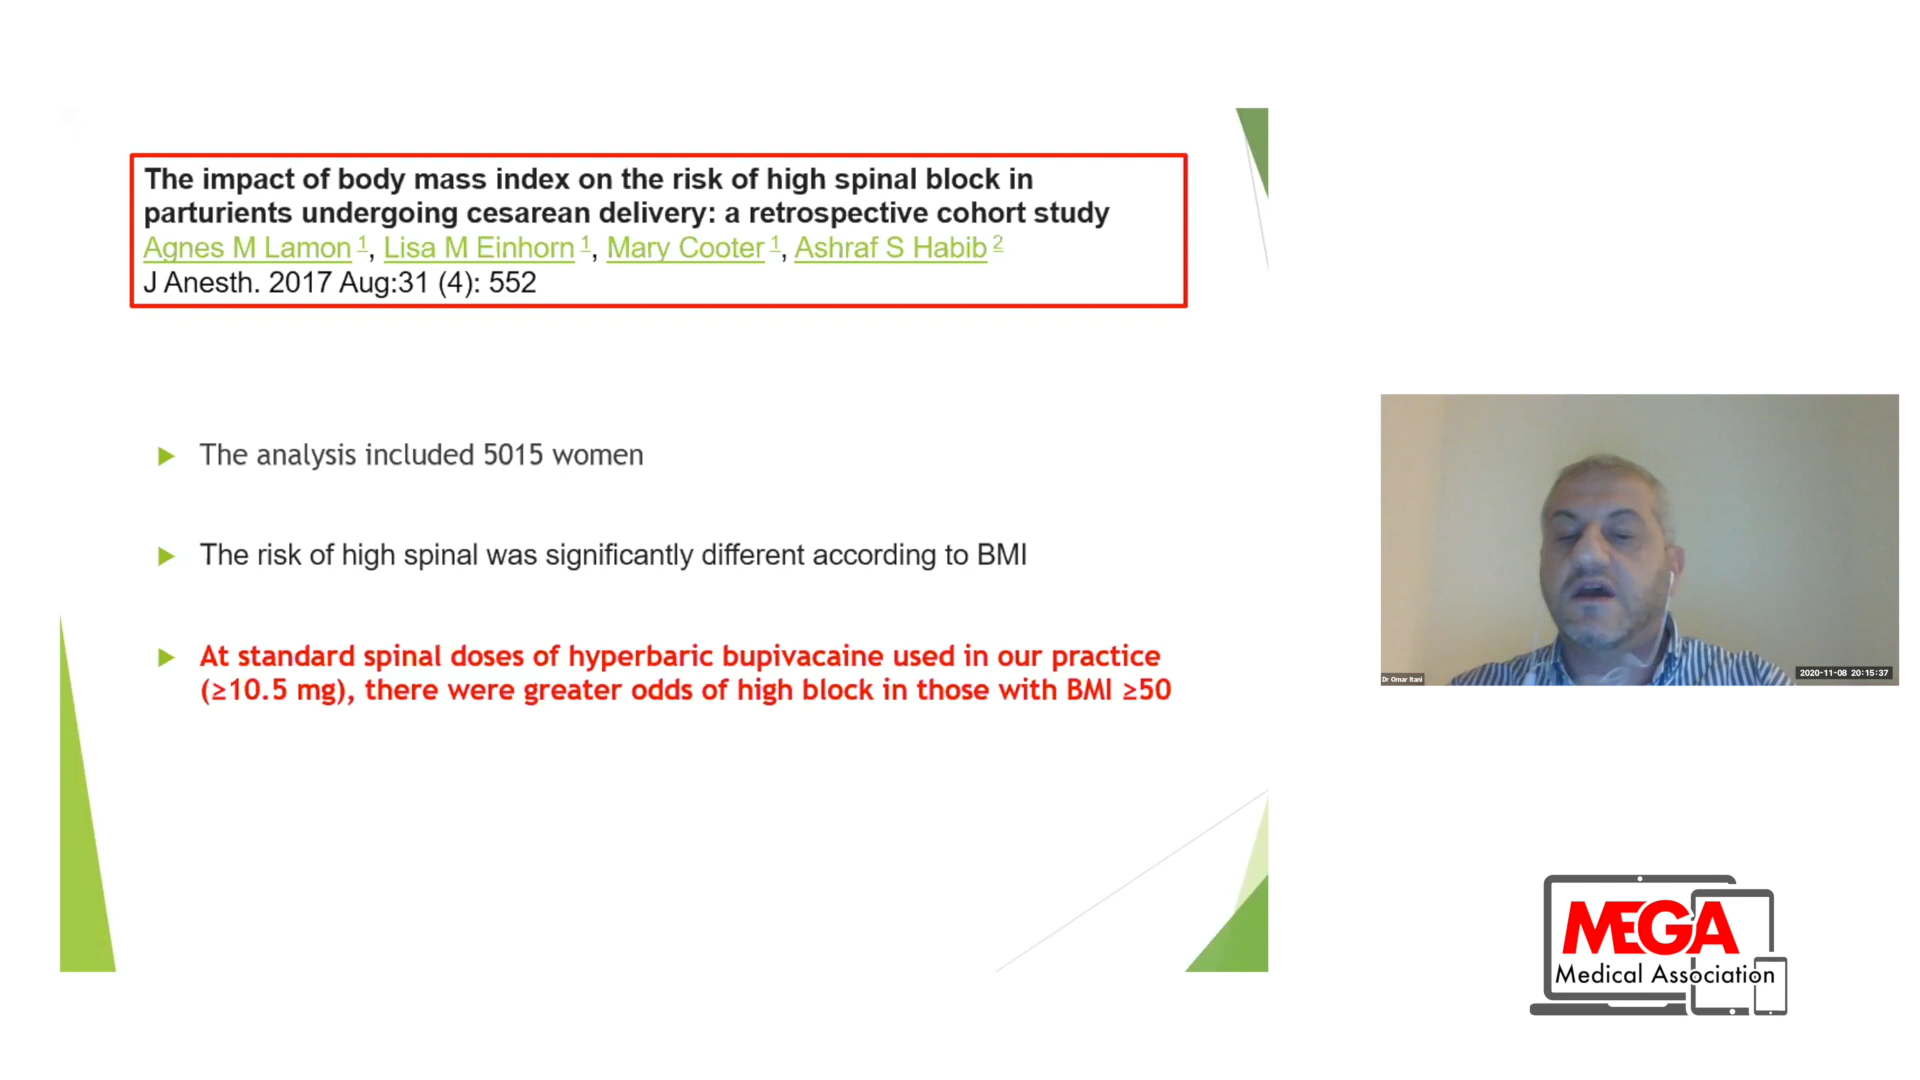 The impact of body mass index on the risk of high spinal block in
parturients undergoing cesarean delivery: a retrospective cohort study
Agnes M Lamon 1, Lisa M Einhorn 1, Mary Cooter 1, Ashraf S Habib 2
J Anesth. 2017 Aug:31 (4): 552
The analysis included 5015 women
The risk of high spinal was significantly different according to BMI
At standard spinal doses of hyperbaric bupivacaine used in our practice
(≥10.5 mg), there were greater odds of high block in those with BMI ≥50
Dr Omar Itani
2020-11-08 20:15:37
MEGA
Medical Association